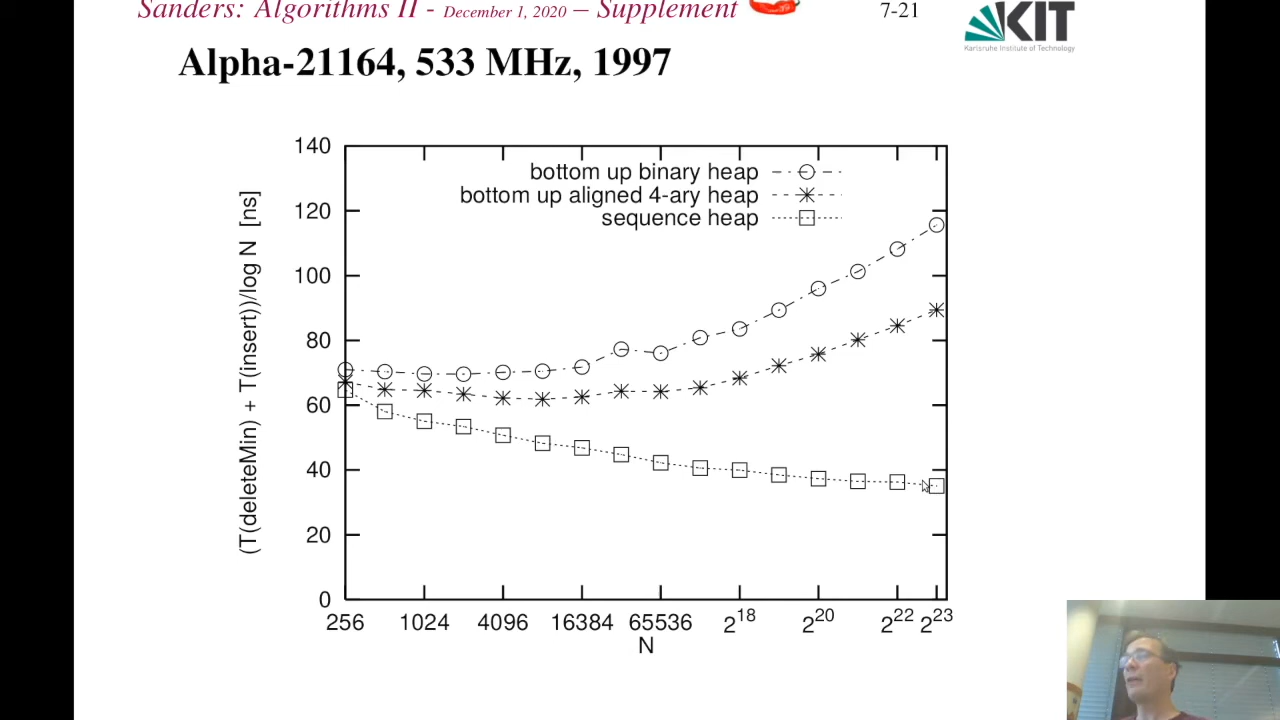 Sanders: Algorithms II - December 1, 2020 – Supplement 7-21
KIT
Karlsruhe Institute of Technology
Alpha-21164, 533 MHz, 1997
140
120
100
80
60
40
20
0
(T(deleteMin) + T(insert))/log N [ns]
bottom up binary heap
bottom up aligned 4-ary heap
sequence heap
256 1024 4096 16384 65536 2^18 2^20 2^22 2^23
N